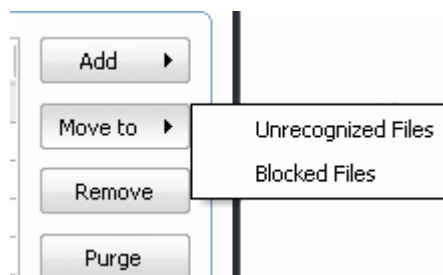 Add
Move to
Unrecognized Files
Blocked Files
Remove
Purge